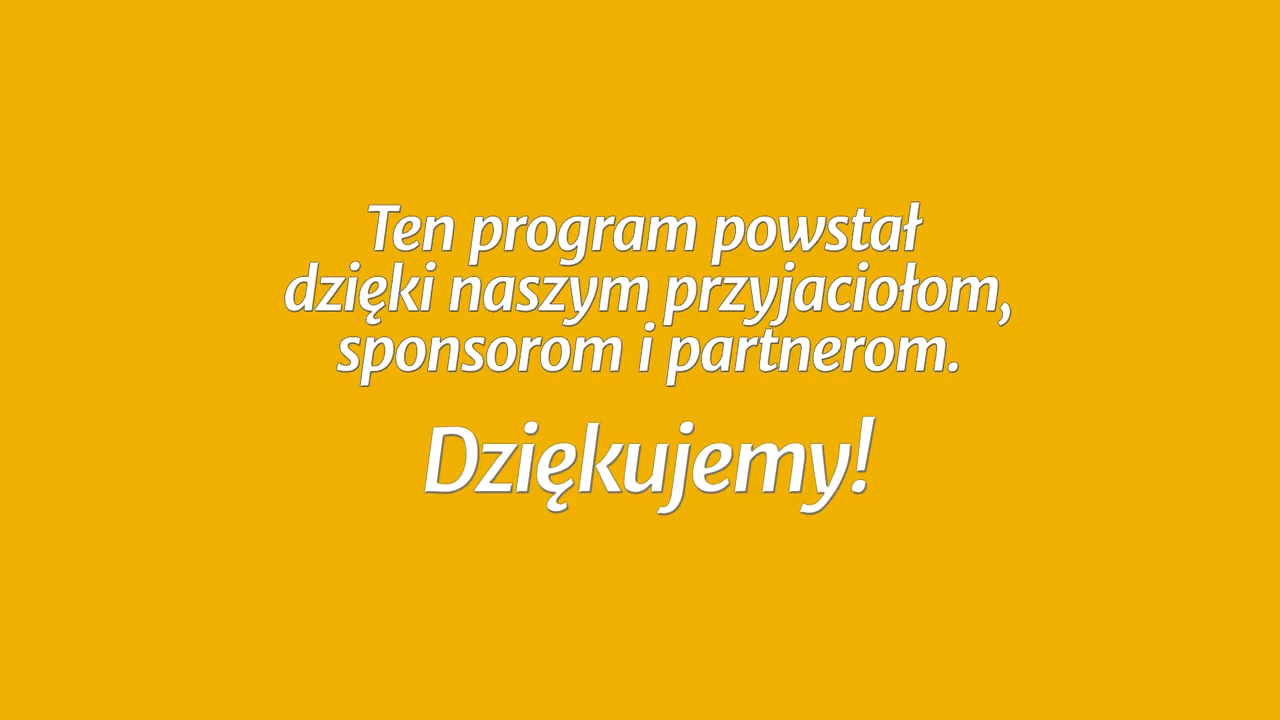 Ten program powstał
dzięki naszym przyjaciołom,
sponsorom i partnerom.
Dziękujemy!